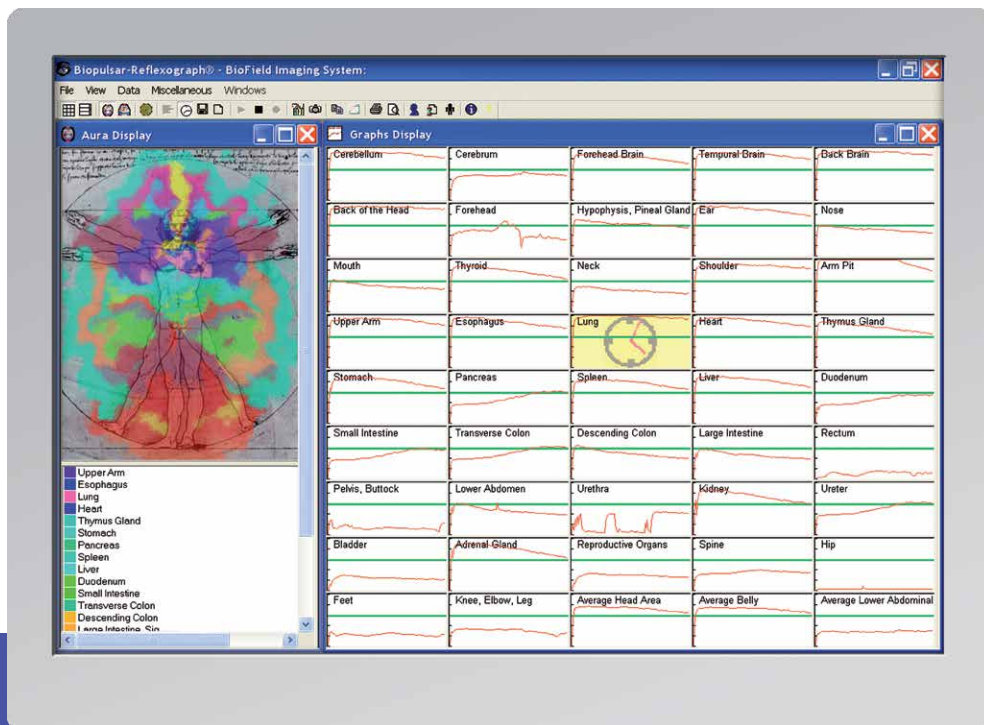 Biopulsar-Reflexograph® - BioField Imaging System:
File View Data Miscellaneous Windows
Aura Display
Graphs Display
Cerebellum Cerebrum Forehead Brain Tempural Brain Back Brain
Back of the Head Forehead Hypophysis, Pineal Gland Ear Nose
Mouth Thyroid Neck Shoulder Arm Pit
Upper Arm Esophagus Lung Heart Thymus Gland
Stomach Pancreas Spleen Liver Duodenum
Small Intestine Transverse Colon Descending Colon Large Intestine Rectum
Pelvis, Buttock Lower Abdomen Urethra Kidney Ureter
Bladder Adrenal Gland Reproductive Organs Spine Hip
Feet Knee, Elbow, Leg Average Head Area Average Belly Average Lower Abdominal
Upper Arm
Esophagus
Lung
Heart
Thymus Gland
Stomach
Pancreas
Spleen
Liver
Duodenum
Small Intestine
Transverse Colon
Descending Colon
Large Intestine, Sig